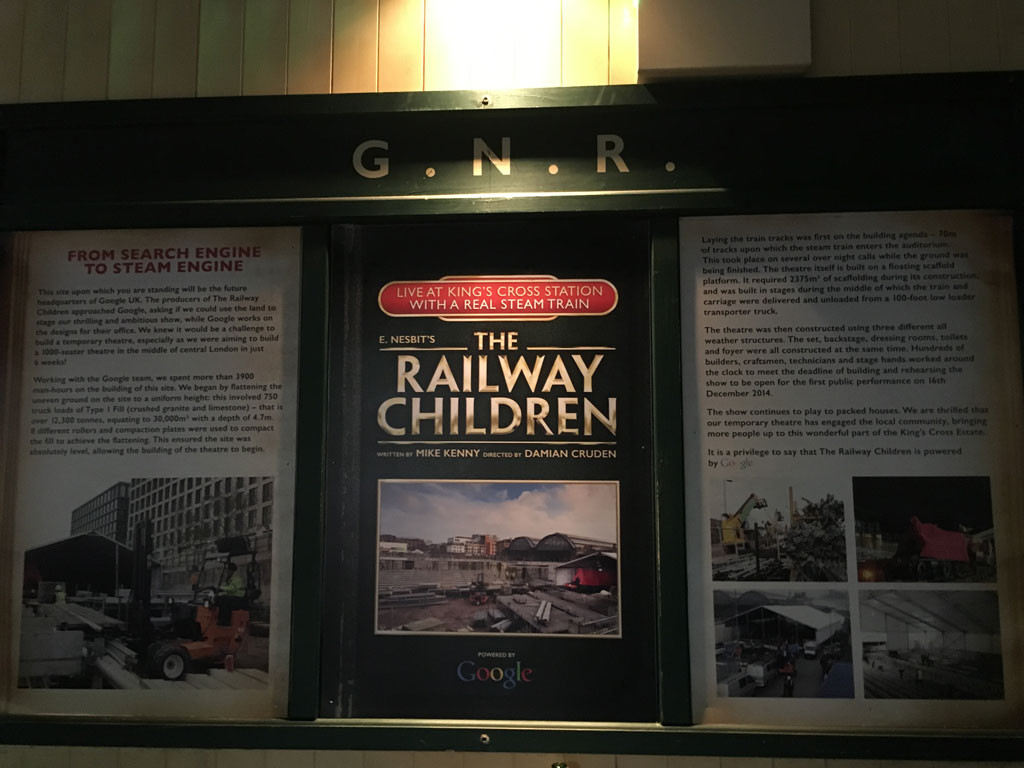 G.N.R.
FROM SEARCH ENGINE
TO STEAM ENGINE
This site upon which you are standing will be the future
headquarters of Google UK. The producers of The Railway
Children approached Google, asking if we could use the land to
stage our thrilling and ambitious show, while Google works on
the designs for their office. We knew it would be a challenge to
build a temporary theatre, especially as we were aiming to build
a 1000-seater theatre in the middle of central London in just
6 weeks!
Working with the Google team, we spent more than 3900
man-hours on the building of this site. We began by flattening the
uneven ground on the site to a uniform height: this involved 750
truck loads of Type 1 Fill (crushed granite and limestone) – that is
over 12,300 tonnes, equating to 30,000m² with a depth of 4.7m.
8 different rollers and compaction plates were used to compact
the fill to achieve the flattening. This ensured the site was
absolutely level, allowing the building of the theatre to begin.
LIVE AT KING'S CROSS STATION
WITH A REAL STEAM TRAIN
E. NESBIT'S
THE
RAILWAY
CHILDREN
WRITTEN BY MIKE KENNY DIRECTED BY DAMIAN CRUDEN
POWERED BY
Google
Laying the train tracks was first on the building agenda – 70m
of tracks upon which the steam train enters the auditorium.
This took place on several over night calls while the ground was
being finished. The theatre itself is built on a floating scaffold
platform. It required 2375m² of scaffolding during its construction,
and was built in stages during the middle of which the train and
carriage were delivered and unloaded from a 100-foot low loader
transporter truck.
The theatre was then constructed using three different all
weather structures. The set, backstage, dressing rooms, toilets
and foyer were all constructed at the same time. Hundreds of
builders, craftsmen, technicians and stage hands worked around
the clock to meet the deadline of building and rehearsing the
show to be open for the first public performance on 16th
December 2014.
The show continues to play to packed houses. We are thrilled that
our temporary theatre has engaged the local community, bringing
more people up to this wonderful part of the King's Cross Estate.
It is a privilege to say that The Railway Children is powered
by Google